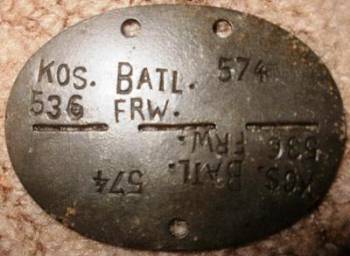 KOS. BATL. 574
536 FRW.
536 FRW.
KOS. BATL.
574